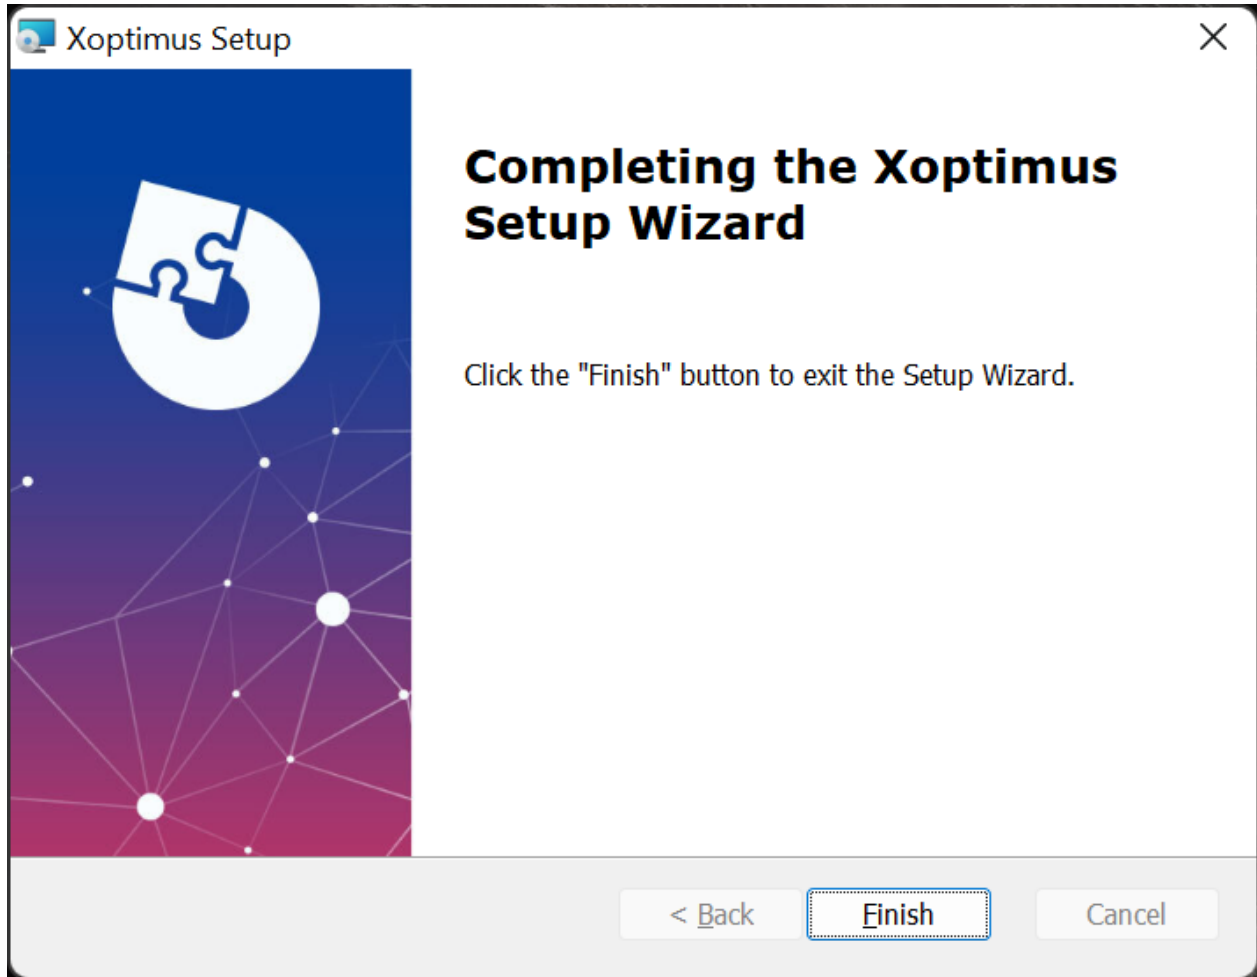 Xoptimus Setup
Completing the Xoptimus
Setup Wizard
Click the "Finish" button to exit the Setup Wizard.
< Back
Finish
Cancel